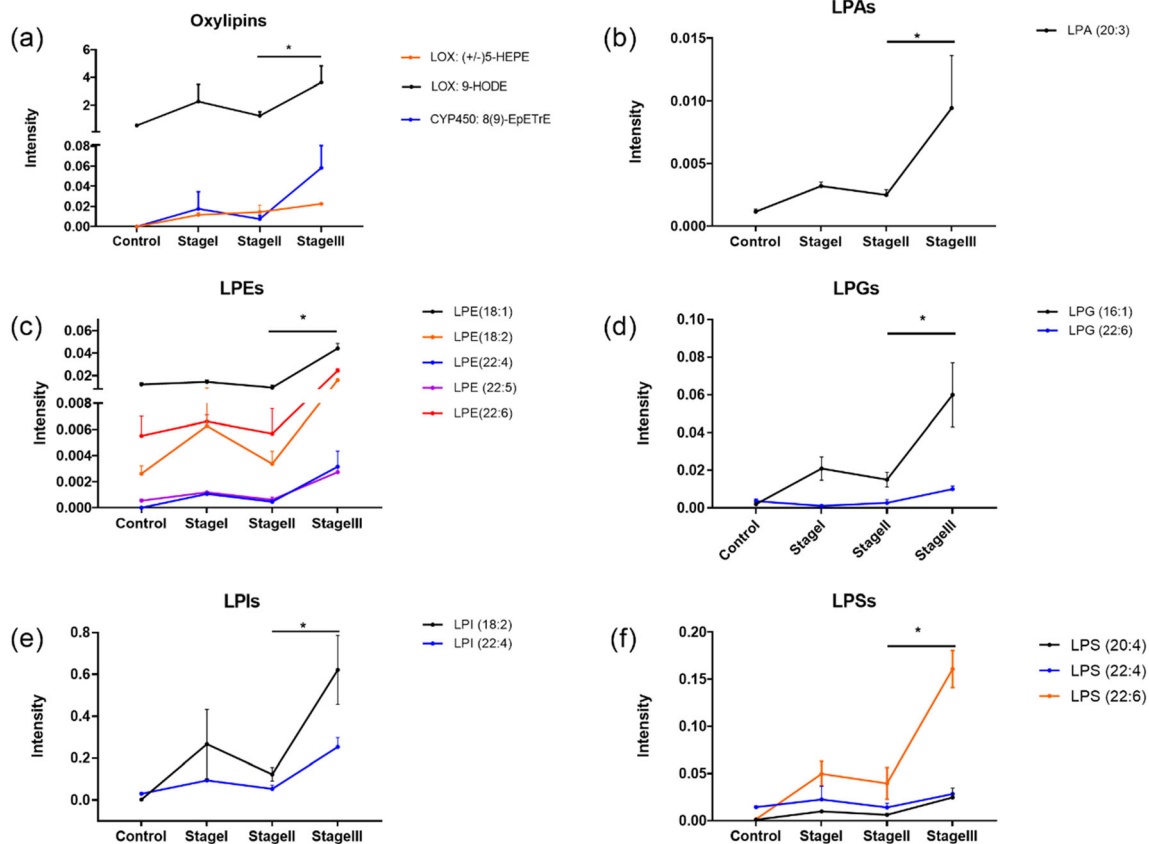 (a)
Oxylipins
Intensity
6
4
2
0.08
0.06
0.04
0.02
0.00
*
Control StageI StageII StageIII
LOX: (+/-)5-HEPE
LOX: 9-HODE
CYP450: 8(9)-EpETrE
(b)
LPAs
Intensity
0.015
0.010
0.005
0.000
*
Control StageI StageII StageIII
LPA (20:3)
(c)
LPEs
Intensity
0.06
0.04
0.02
0.008
0.006
0.004
0.002
0.000
*
Control StageI StageII StageIII
LPE(18:1)
LPE(18:2)
LPE(22:4)
LPE (22:5)
LPE(22:6)
(d)
LPGs
Intensity
0.10
0.08
0.06
0.04
0.02
0.00
*
Control StageI StageII StageIII
LPG (16:1)
LPG (22:6)
(e)
LPIs
Intensity
0.8
0.6
0.4
0.2
0.0
*
Control StageI StageII StageIII
LPI (18:2)
LPI (22:4)
(f)
LPSs
Intensity
0.20
0.15
0.10
0.05
0.00
*
Control StageI StageII StageIII
LPS (20:4)
LPS (22:4)
LPS (22:6)